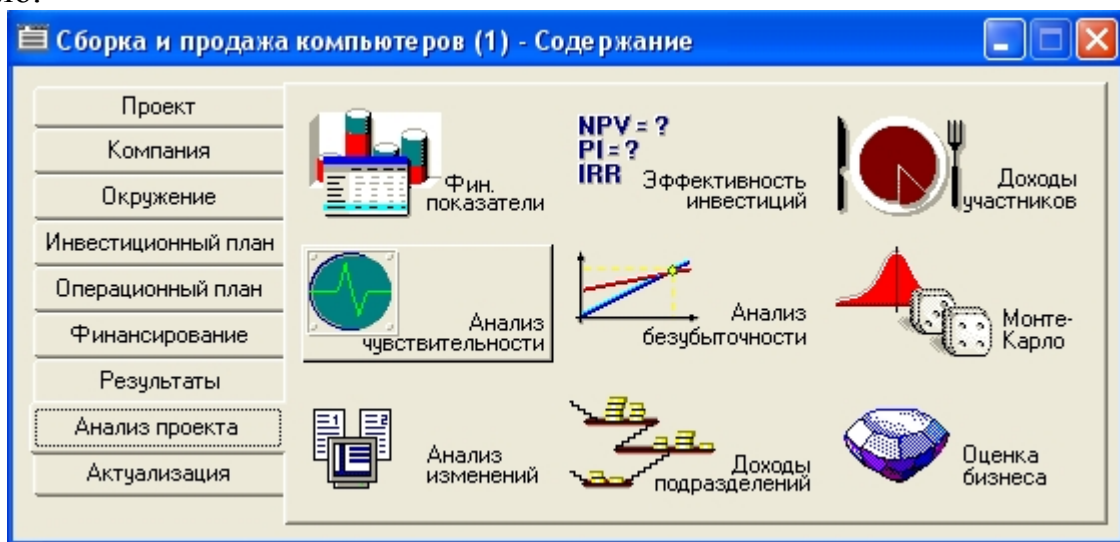 Сборка и продажа компьютеров (1) - Содержание
Проект
Компания
Окружение
Инвестиционный план
Операционный план
Финансирование
Результаты
Анализ проекта
Актуализация
Фин.
показатели
NPV = ?
PI = ?
IRR
Эффективность
инвестиций
Доходы
участников
Анализ
чувствительности
Анализ
безубыточности
Монте-
Карло
Анализ
изменений
Доходы
подразделений
Оценка
бизнеса